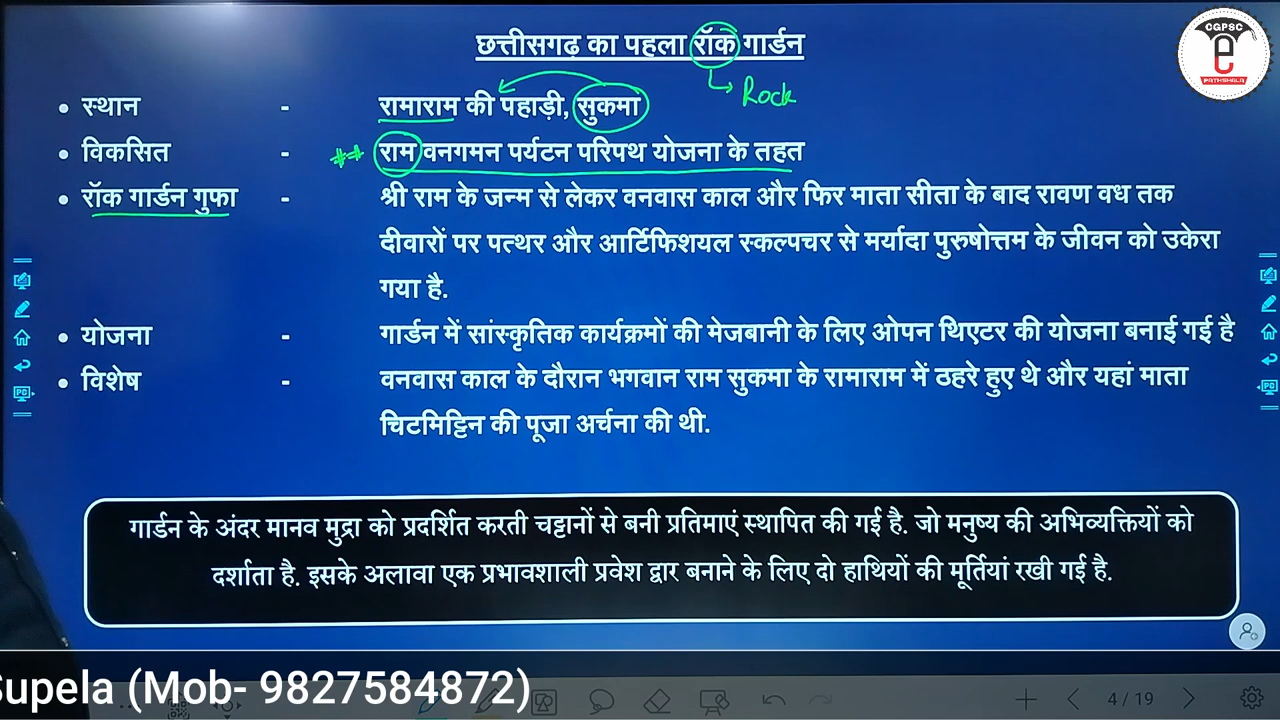 छत्तीसगढ़ का पहला रॉक गार्डन
CGPSC
e
PATHSHALA
Rock
• स्थान - रामाराम की पहाड़ी, सुकमा
• विकसित - ** राम वनगमन पर्यटन परिपथ योजना के तहत
• रॉक गार्डन गुफा - श्री राम के जन्म से लेकर वनवास काल और फिर माता सीता के बाद रावण वध तक
दीवारों पर पत्थर और आर्टिफिशयल स्कल्पचर से मर्यादा पुरुषोत्तम के जीवन को उकेरा
गया है.
• योजना - गार्डन में सांस्कृतिक कार्यक्रमों की मेजबानी के लिए ओपन थिएटर की योजना बनाई गई है
• विशेष - वनवास काल के दौरान भगवान राम सुकमा के रामाराम में ठहरे हुए थे और यहां माता
चिटमिट्टिन की पूजा अर्चना की थी.
गार्डन के अंदर मानव मुद्रा को प्रदर्शित करती चट्टानों से बनी प्रतिमाएं स्थापित की गई है. जो मनुष्य की अभिव्यक्तियों को
दर्शाता है. इसके अलावा एक प्रभावशाली प्रवेश द्वार बनाने के लिए दो हाथियों की मूर्तियां रखी गई है.
Supela (Mob- 9827584872)
4 / 19